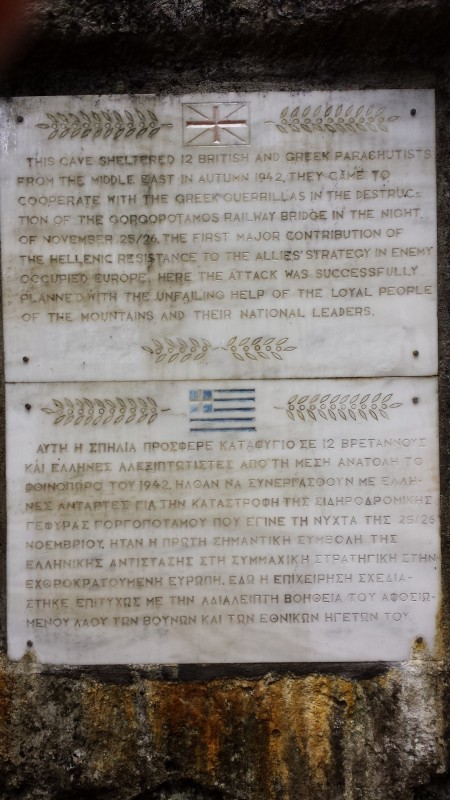 THIS CAVE SHELTERED 12 BRITISH AND GREEK PARACHUTISTS
FROM THE MIDDLE EAST IN AUTUMN 1942. THEY CAME TO
COOPERATE WITH THE GREEK GUERRILLAS IN THE DESTRUC-
TION OF THE GORGOPOTAMOS RAILWAY BRIDGE IN THE NIGHT
OF NOVEMBER 25/26, THE FIRST MAJOR CONTRIBUTION OF
THE HELLENIC RESISTANCE TO THE ALLIES' STRATEGY IN ENEMY
OCCUPIED EUROPE. HERE THE ATTACK WAS SUCCESSFULLY
PLANNED WITH THE UNFAILING HELP OF THE LOYAL PEOPLE
OF THE MOUNTAINS AND THEIR NATIONAL LEADERS.
ΑΥΤΗ Η ΣΠΗΛΙΑ ΠΡΟΣΦΕΡΕ ΚΑΤΑΦΥΓΙΟ ΣΕ 12 ΒΡΕΤΑΝΝΟΥΣ
ΚΑΙ ΕΛΛΗΝΕΣ ΑΛΕΞΙΠΤΩΤΙΣΤΕΣ ΑΠΟ ΤΗ ΜΕΣΗ ΑΝΑΤΟΛΗ ΤΟ
ΦΘΙΝΟΠΩΡΟ ΤΟΥ 1942. ΗΛΘΑΝ ΝΑ ΣΥΝΕΡΓΑΣΘΟΥΝ ΜΕ ΕΛΛΗ-
ΝΕΣ ΑΝΤΑΡΤΕΣ ΓΙΑ ΤΗΝ ΚΑΤΑΣΤΡΟΦΗ ΤΗΣ ΣΙΔΗΡΟΔΡΟΜΙΚΗΣ
ΓΕΦΥΡΑΣ ΓΟΡΓΟΠΟΤΑΜΟΥ ΠΟΥ ΕΓΙΝΕ ΤΗ ΝΥΧΤΑ ΤΗΣ 25/26
ΝΟΕΜΒΡΙΟΥ. ΗΤΑΝ Η ΠΡΩΤΗ ΣΗΜΑΝΤΙΚΗ ΣΥΜΒΟΛΗ ΤΗΣ
ΕΛΛΗΝΙΚΗΣ ΑΝΤΙΣΤΑΣΗΣ ΣΤΗ ΣΥΜΜΑΧΙΚΗ ΣΤΡΑΤΗΓΙΚΗ ΣΤΗΝ
ΕΧΘΡΟΚΡΑΤΟΥΜΕΝΗ ΕΥΡΩΠΗ. ΕΔΩ Η ΕΠΙΧΕΙΡΗΣΗ ΣΧΕΔΙΑ-
ΣΤΗΚΕ ΕΠΙΤΥΧΩΣ ΜΕ ΤΗΝ ΑΔΙΑΛΕΙΠΤΗ ΒΟΗΘΕΙΑ ΤΟΥ ΑΦΟΣΙΩ-
ΜΕΝΟΥ ΛΑΟΥ ΤΩΝ ΒΟΥΝΩΝ ΚΑΙ ΤΩΝ ΕΘΝΙΚΩΝ ΗΓΕΤΩΝ ΤΟΥ.